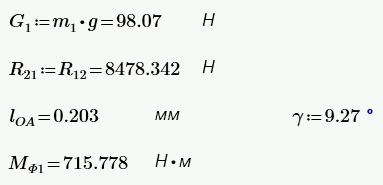 G₁:=m₁·g=98.07 Н
R₂₁:=R₁₂=8478.342 Н
l_OA=0.203 мм γ:=9.27 °
M_Ф1=715.778 Н·м